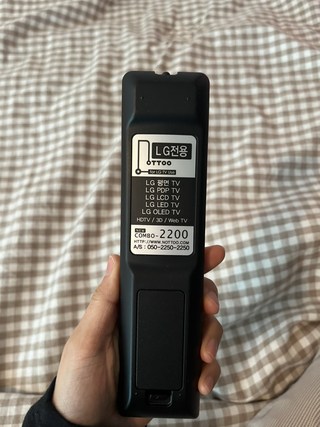 LG전용
NOTTOO
For LG TV Use
LG 평면 TV
LG PDP TV
LG LCD TV
LG LED TV
LG OLED TV
HDTV / 3D / Web TV
COMBO-2200
HTTP://WWW.NOTTOO.COM
A/S : 050-2250-2250